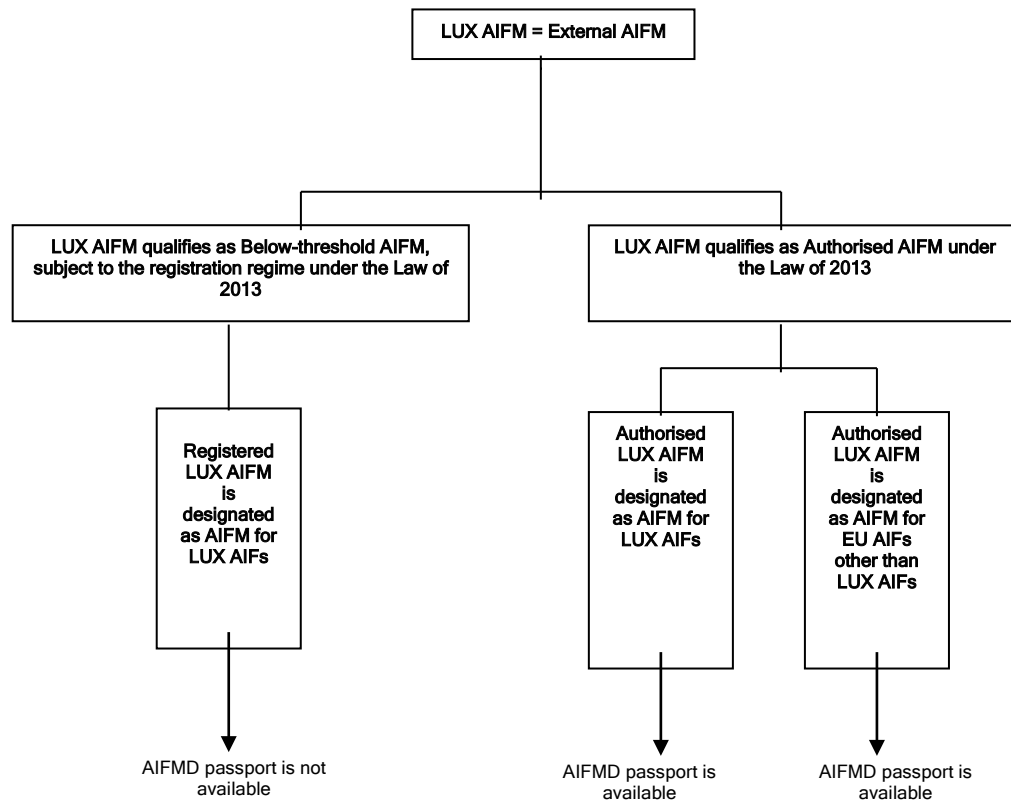 LUX AIFM = External AIFM
LUX AIFM qualifies as Below-threshold AIFM,
subject to the registration regime under the Law of
2013
LUX AIFM qualifies as Authorised AIFM under
the Law of 2013
Registered
LUX AIFM
is
designated
as AIFM for
LUX AIFs
Authorised
LUX AIFM
is
designated
as AIFM for
LUX AIFs
Authorised
LUX AIFM
is
designated
as AIFM for
EU AIFs
other than
LUX AIFs
AIFMD passport is not
available
AIFMD passport is
available
AIFMD passport is
available